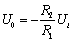 U₀ = −R₂/R₁ Uᵢ